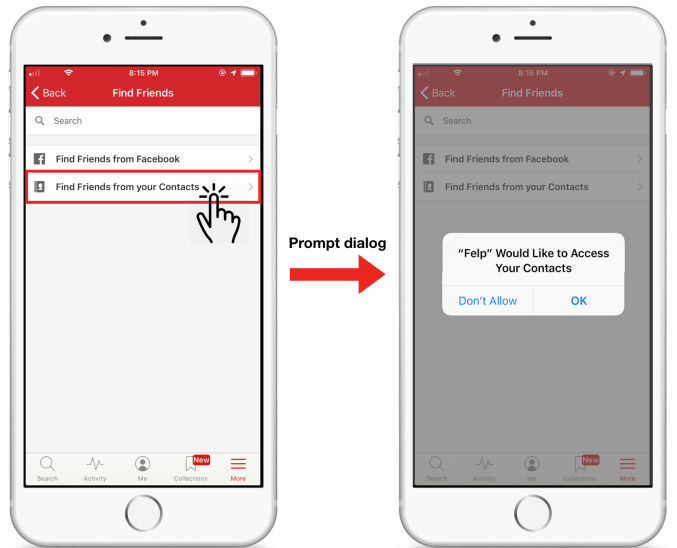 8:15 PM
Back
Find Friends
Search
Find Friends from Facebook
Find Friends from your Contacts
Search
Activity
Me
New
Collections
More
Prompt dialog
8:15 PM
Back
Find Friends
Search
Find Friends from Facebook
Find Friends from your Contacts
“Felp” Would Like to Access
Your Contacts
Don’t Allow
OK
Search
Activity
Me
New
Collections
More